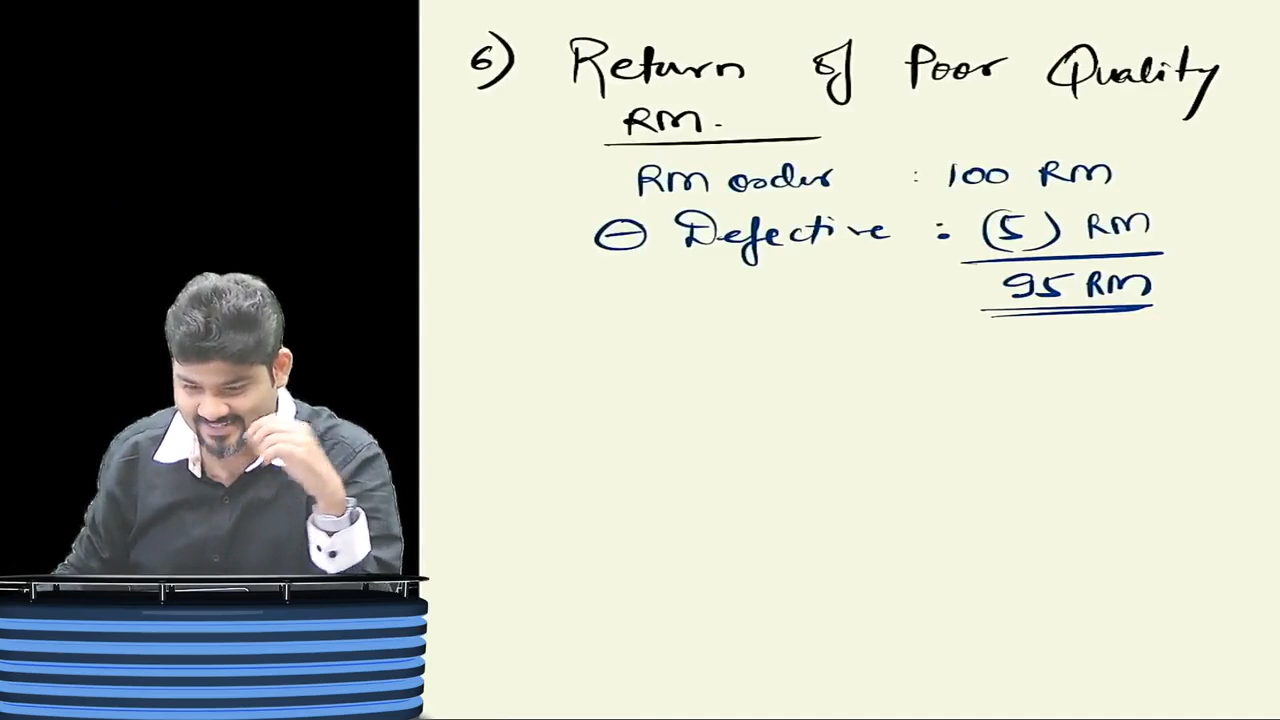 6) Return of Poor Quality
RM.
RM order : 100 RM
⊖ Defective : (5) RM
95 RM